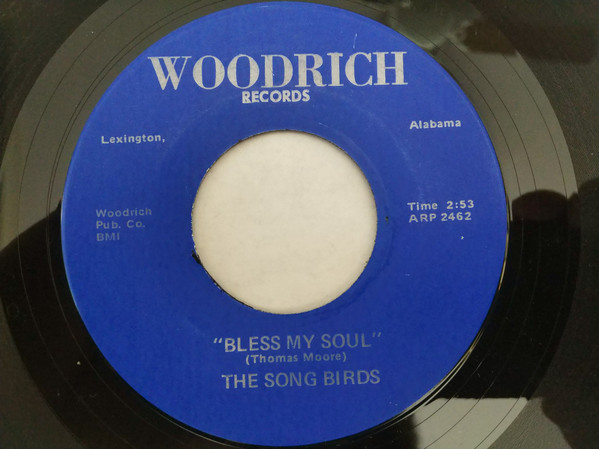 WOODRICH
RECORDS
Lexington,
Alabama
Woodrich
Pub. Co.
BMI
Time 2:53
ARP 2462
"BLESS MY SOUL"
(Thomas Moore)
THE SONG BIRDS